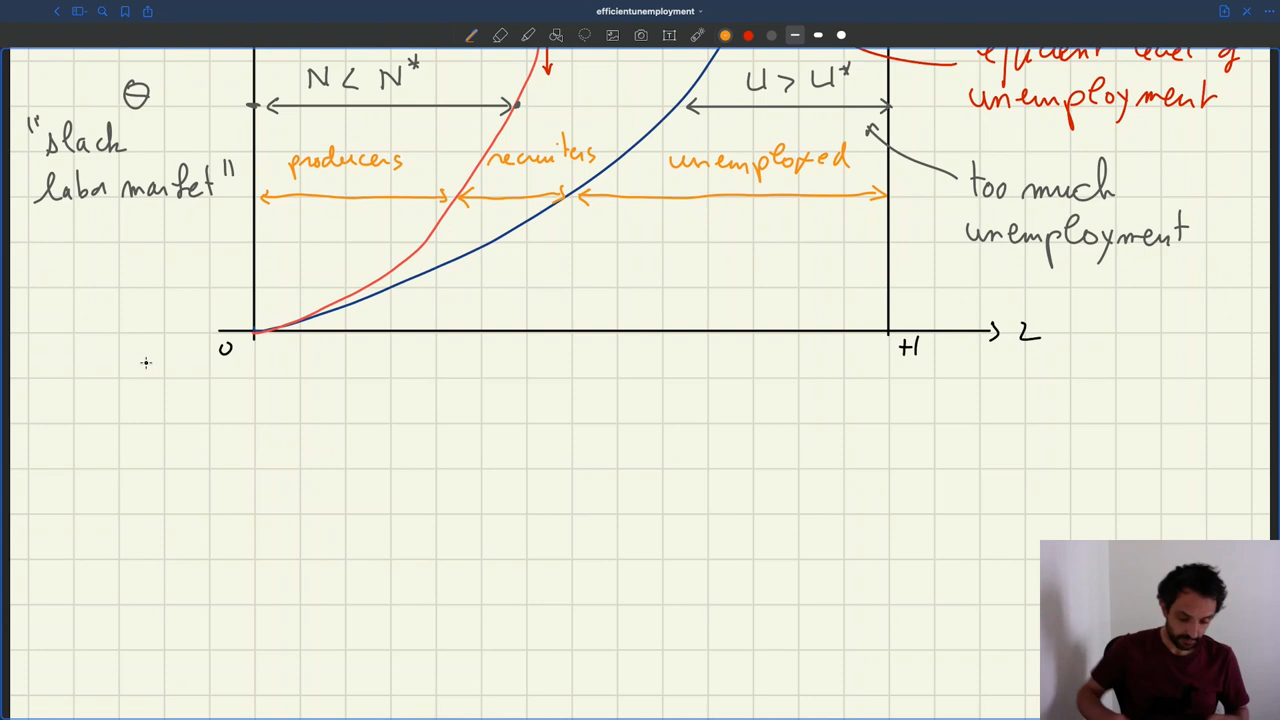 efficientunemployment
efficient level of
unemployment
N < N*
U > U*
θ
"slack
labor market"
producers
recruiters
unemployed
too much
unemployment
0
+1
L